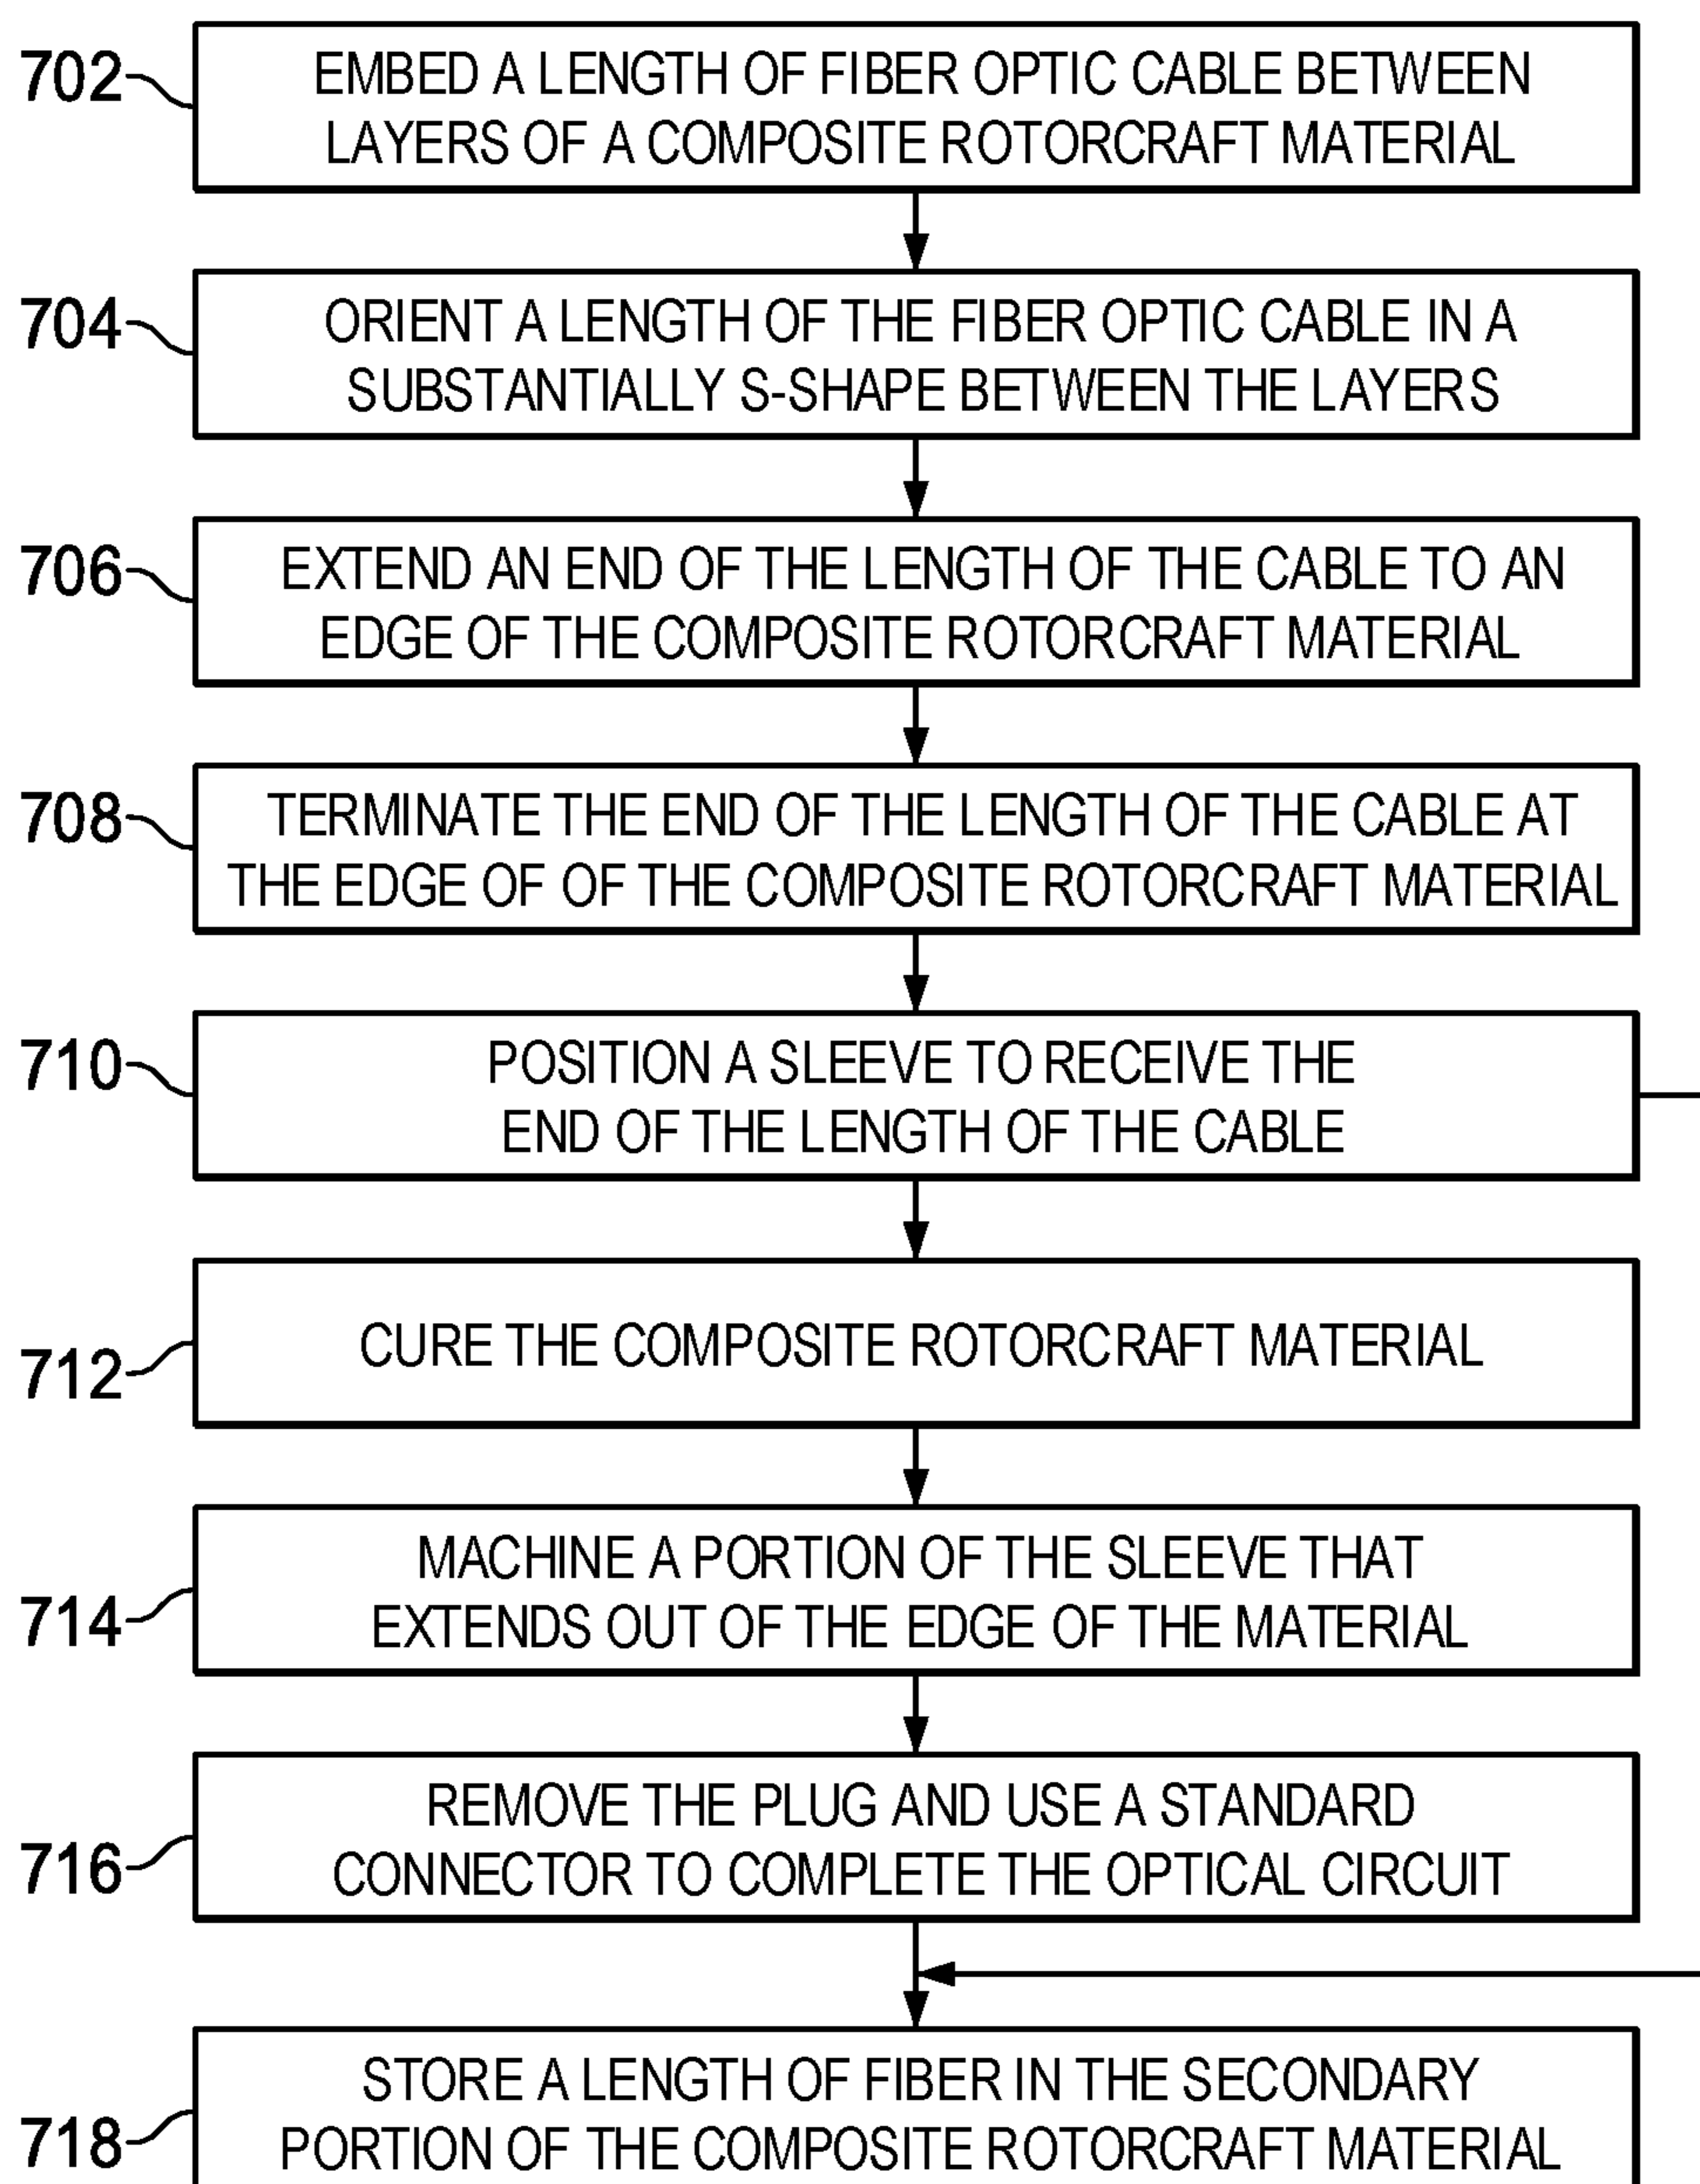 702
EMBED A LENGTH OF FIBER OPTIC CABLE BETWEEN
LAYERS OF A COMPOSITE ROTORCRAFT MATERIAL
704
ORIENT A LENGTH OF THE FIBER OPTIC CABLE IN A
SUBSTANTIALLY S-SHAPE BETWEEN THE LAYERS
706
EXTEND AN END OF THE LENGTH OF THE CABLE TO AN
EDGE OF THE COMPOSITE ROTORCRAFT MATERIAL
708
TERMINATE THE END OF THE LENGTH OF THE CABLE AT
THE EDGE OF OF THE COMPOSITE ROTORCRAFT MATERIAL
710
POSITION A SLEEVE TO RECEIVE THE
END OF THE LENGTH OF THE CABLE
712
CURE THE COMPOSITE ROTORCRAFT MATERIAL
714
MACHINE A PORTION OF THE SLEEVE THAT
EXTENDS OUT OF THE EDGE OF THE MATERIAL
716
REMOVE THE PLUG AND USE A STANDARD
CONNECTOR TO COMPLETE THE OPTICAL CIRCUIT
718
STORE A LENGTH OF FIBER IN THE SECONDARY
PORTION OF THE COMPOSITE ROTORCRAFT MATERIAL